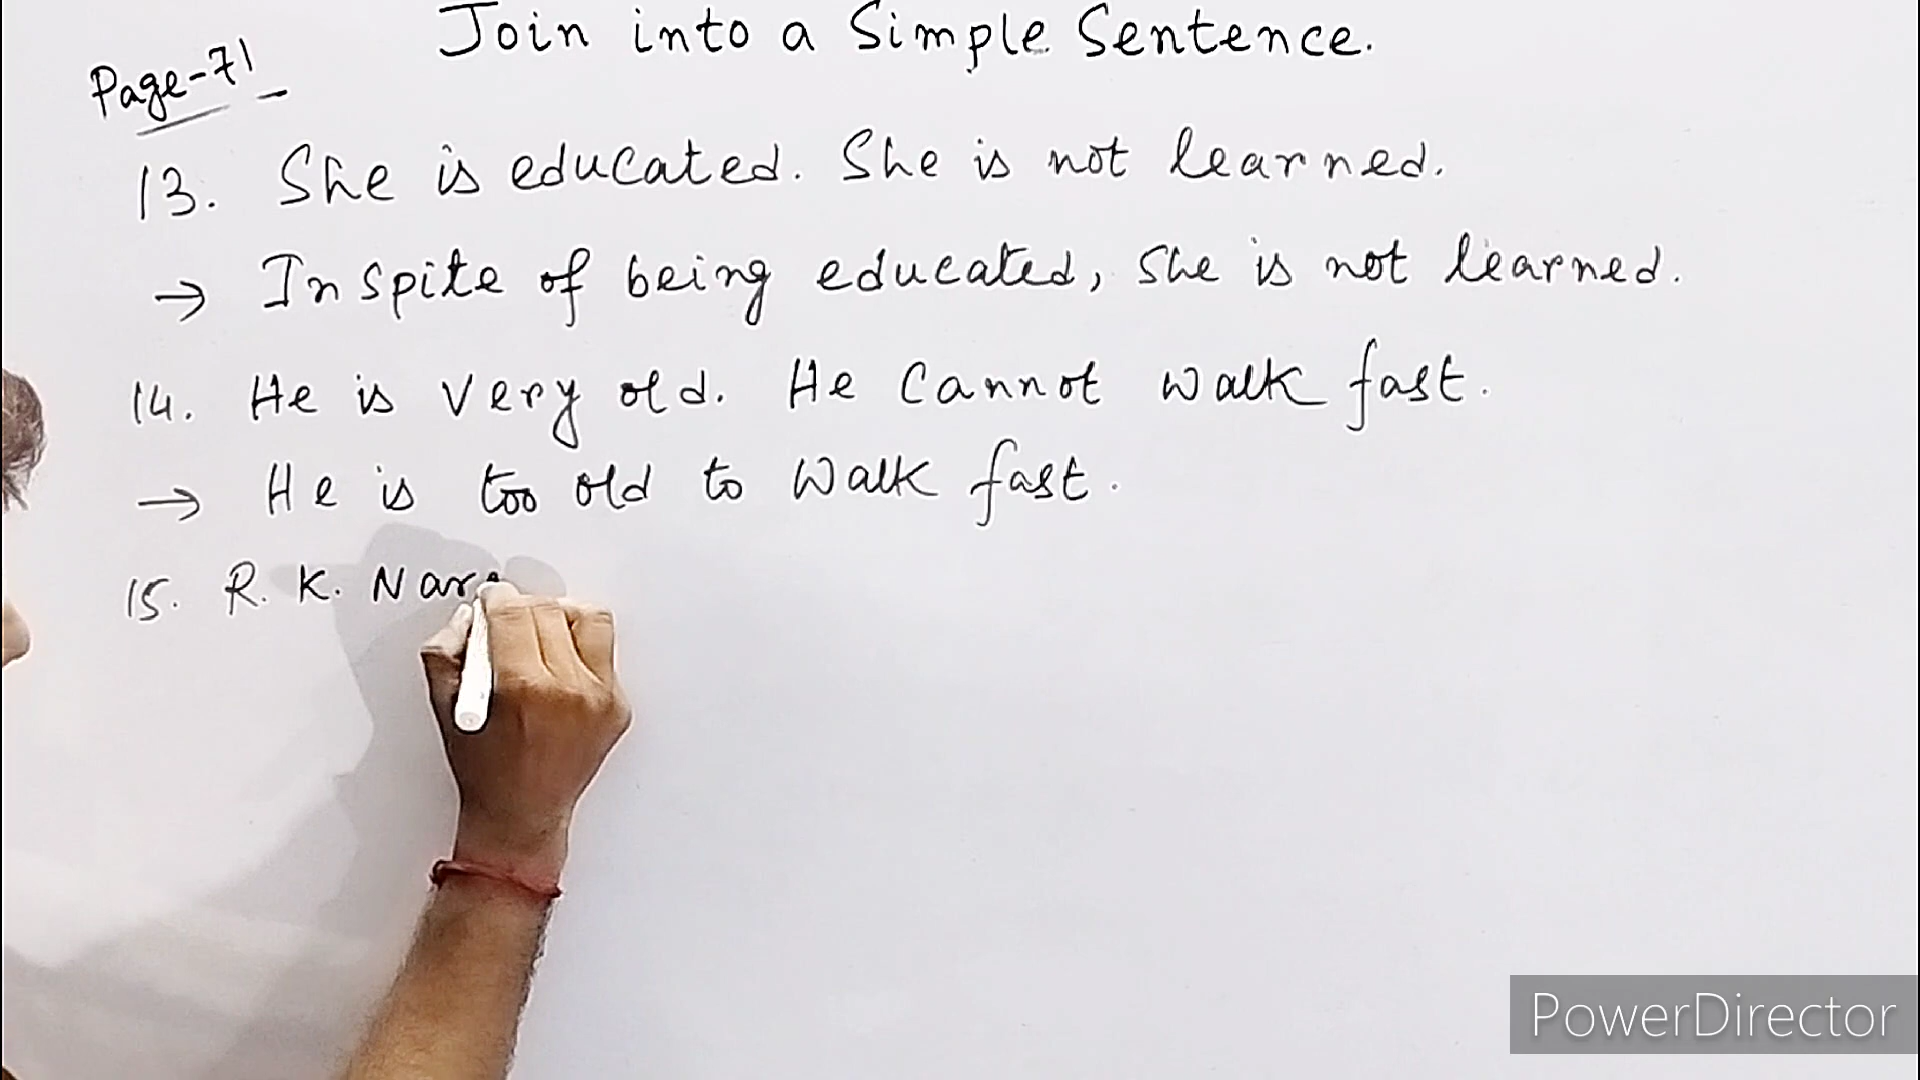 Join into a Simple Sentence.
Page-71
13. She is educated. She is not learned.
→ In spite of being educated, she is not learned.
14. He is very old. He cannot walk fast.
→ He is too old to walk fast.
15. R. K. Nar
PowerDirector